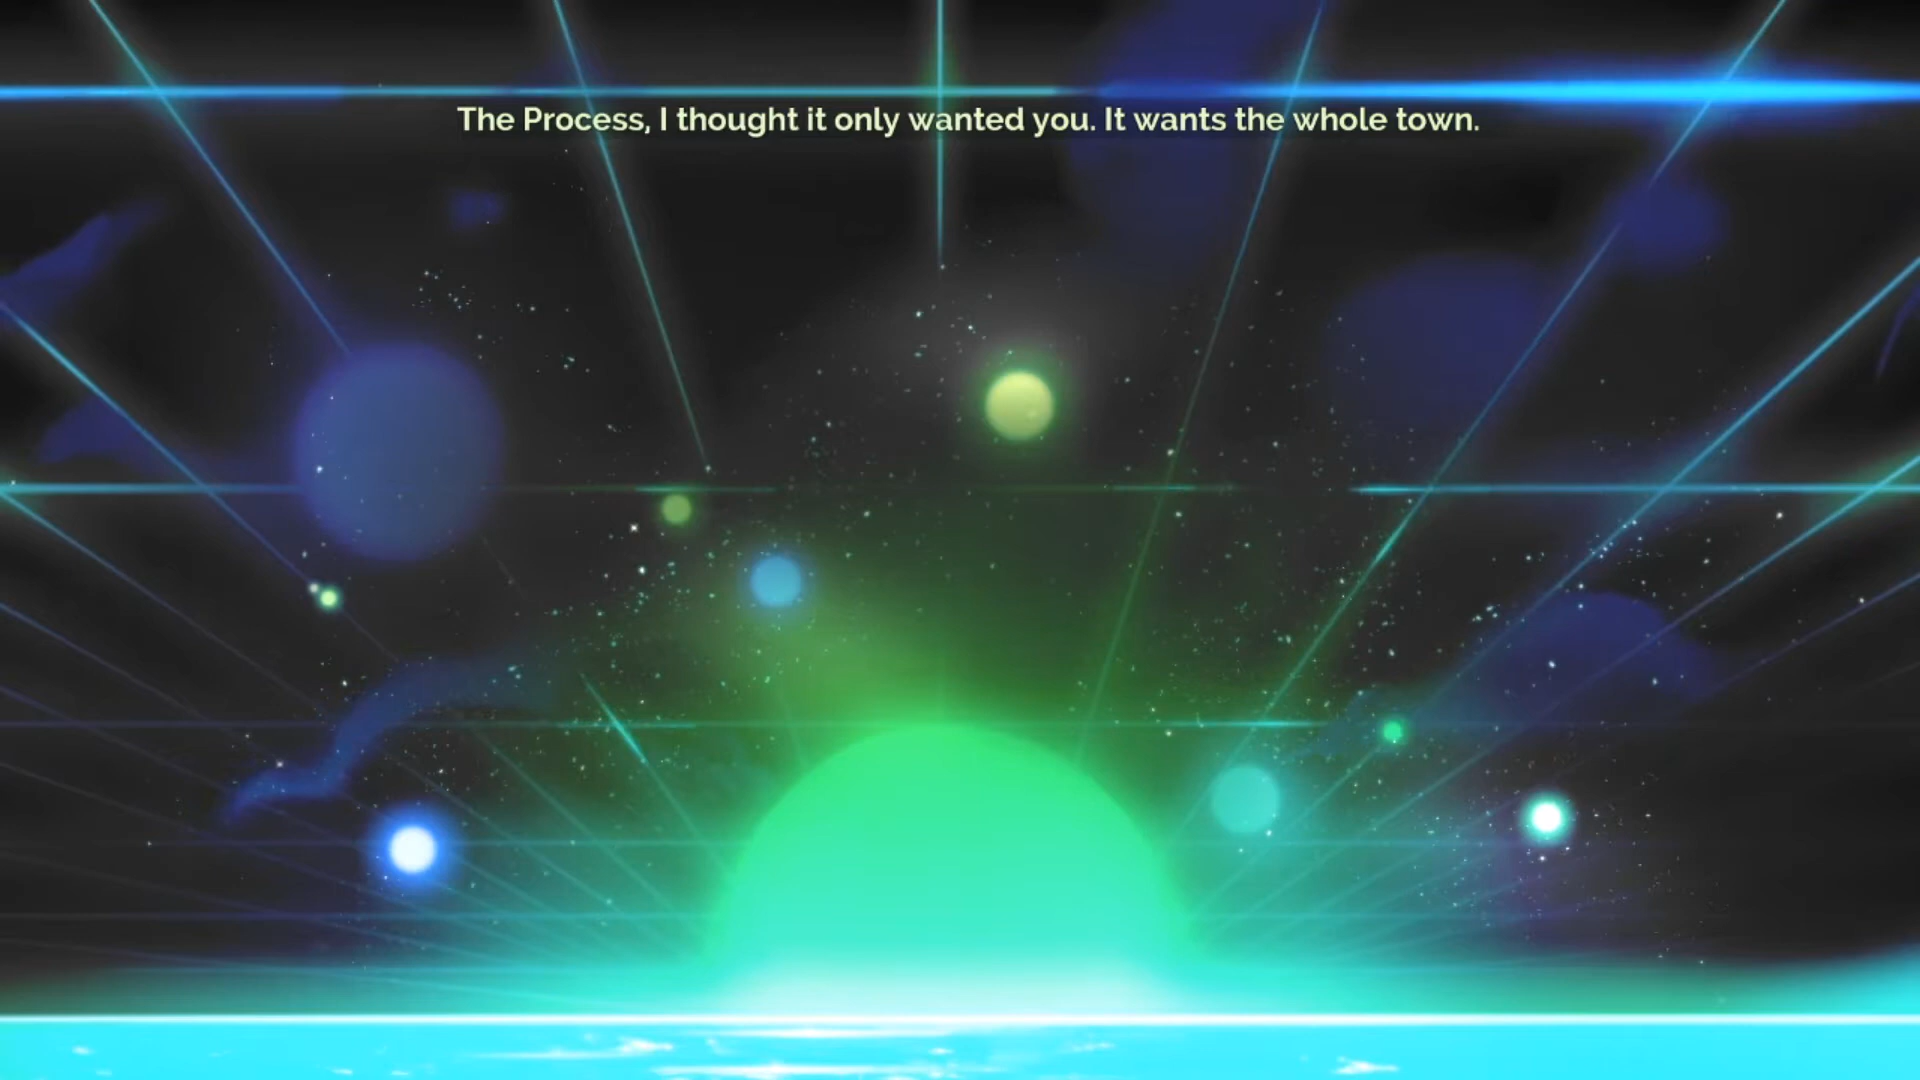 The Process, I thought it only wanted you. It wants the whole town.